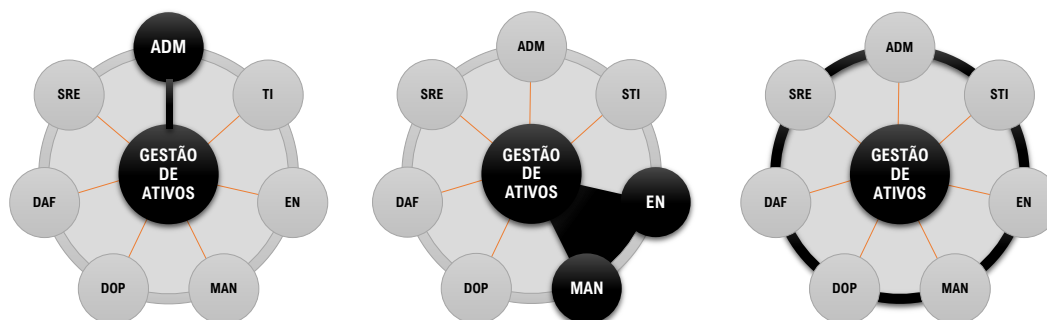 ADM
SRE
TI
GESTÃO
DE
ATIVOS
DAF
EN
DOP
MAN
ADM
SRE
STI
GESTÃO
DE
ATIVOS
DAF
EN
DOP
MAN
ADM
SRE
STI
GESTÃO
DE
ATIVOS
DAF
EN
DOP
MAN